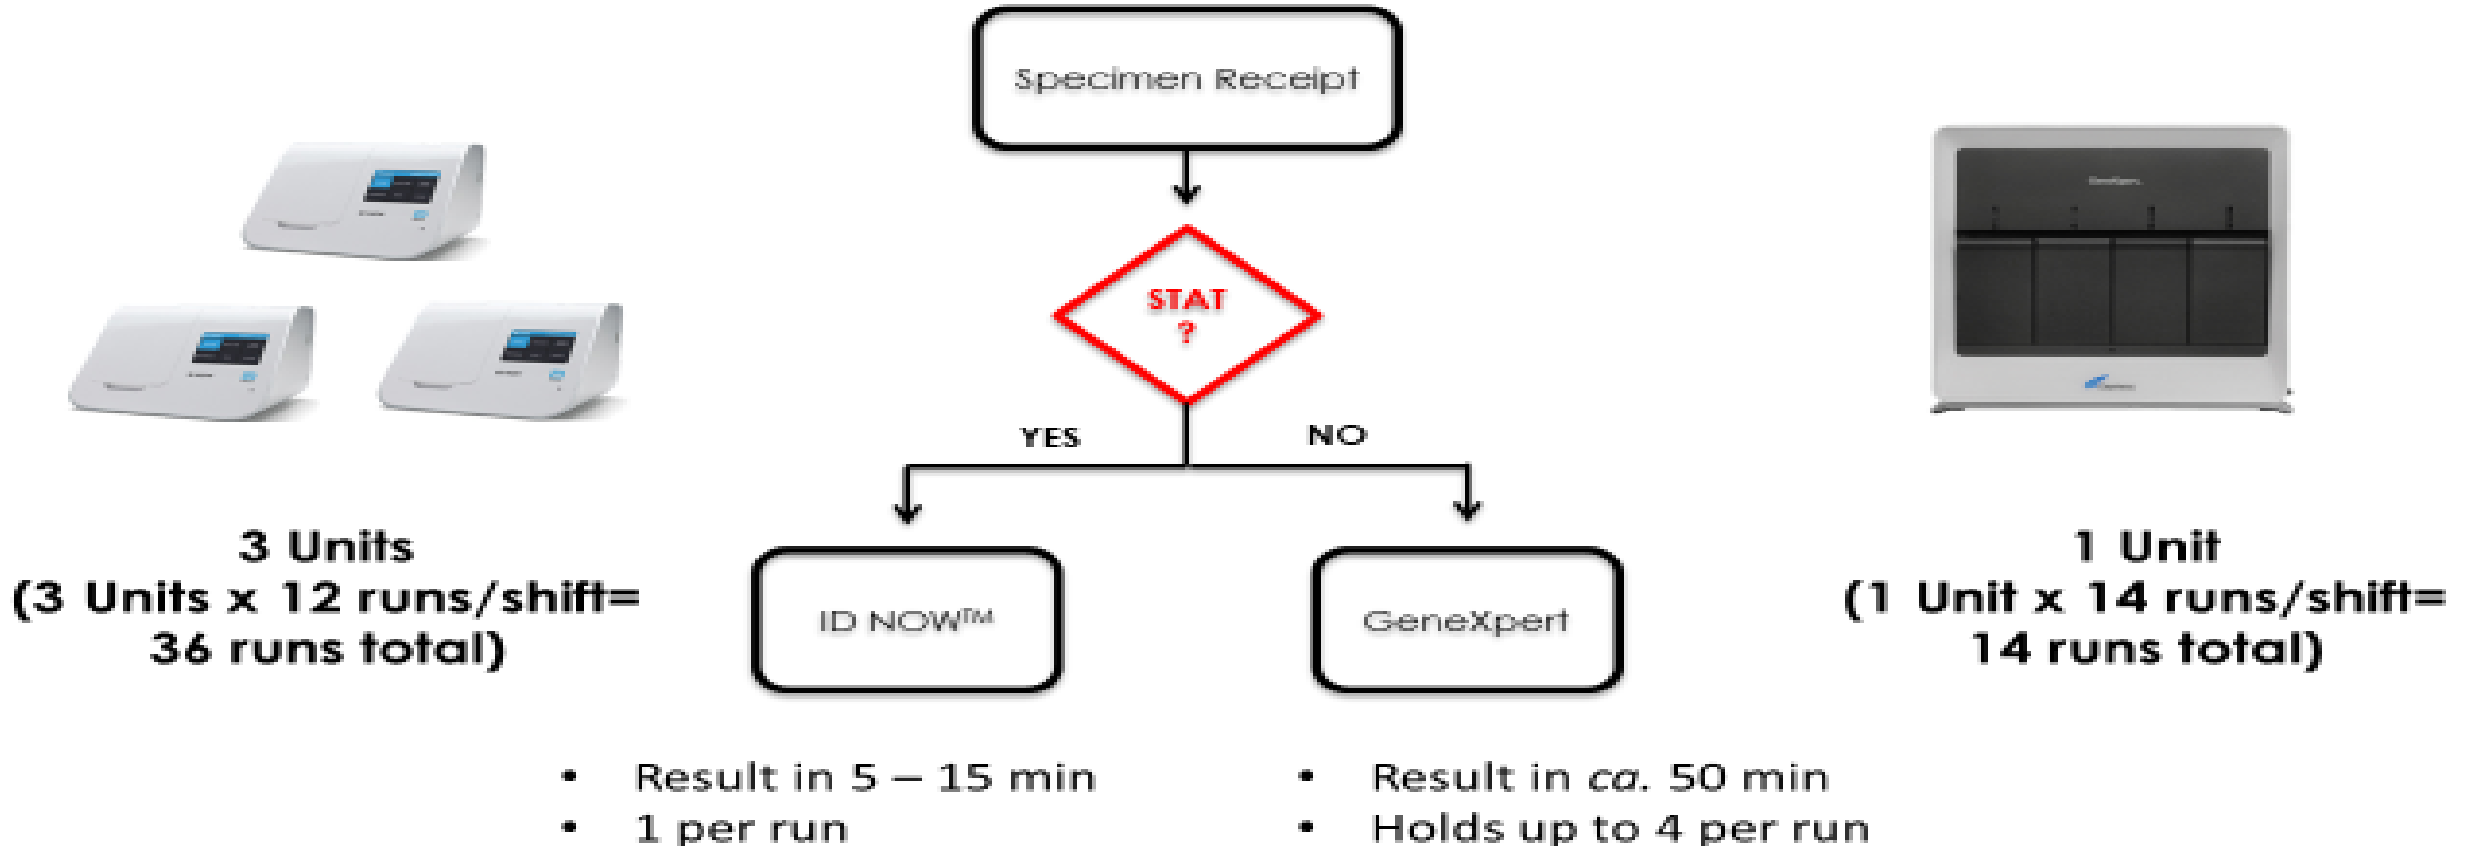 Specimen Receipt
STAT
?
YES
NO
3 Units
(3 Units x 12 runs/shift=
36 runs total)
ID NOW™
GeneXpert
1 Unit
(1 Unit x 14 runs/shift=
14 runs total)
• Result in 5 – 15 min
• 1 per run
• Result in ca. 50 min
• Holds up to 4 per run